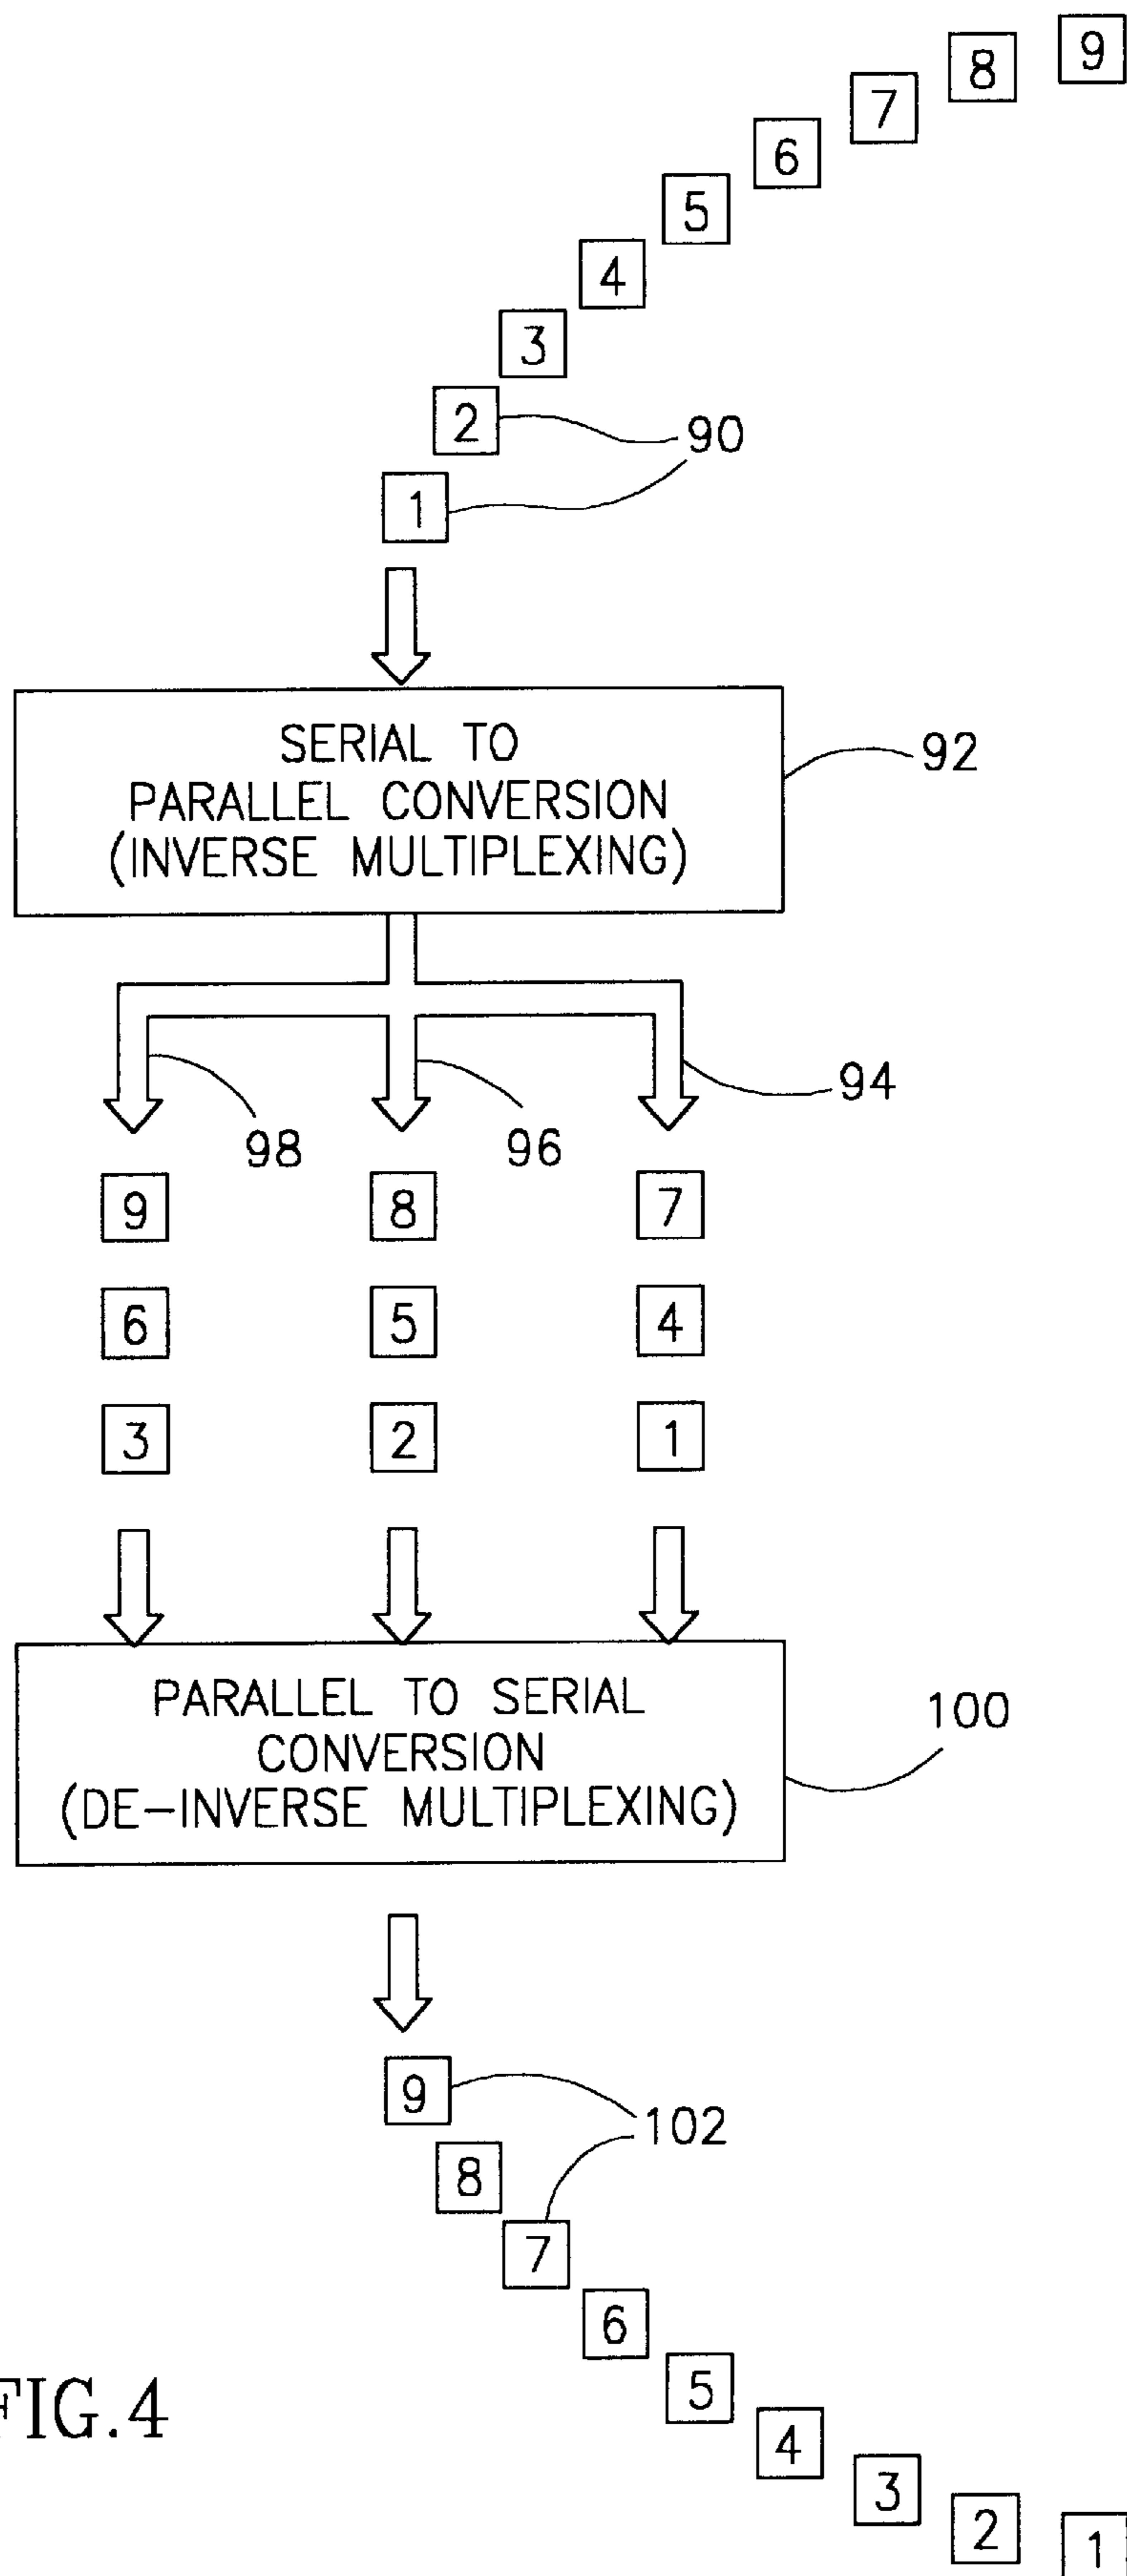 9
8
7
6
5
4
3
2
90
1
SERIAL TO
PARALLEL CONVERSION
(INVERSE MULTIPLEXING)
92
98
96
94
9 8 7
6 5 4
3 2 1
PARALLEL TO SERIAL
CONVERSION
(DE-INVERSE MULTIPLEXING)
100
9
102
8
7
6
5
4
3
2
1
FIG.4